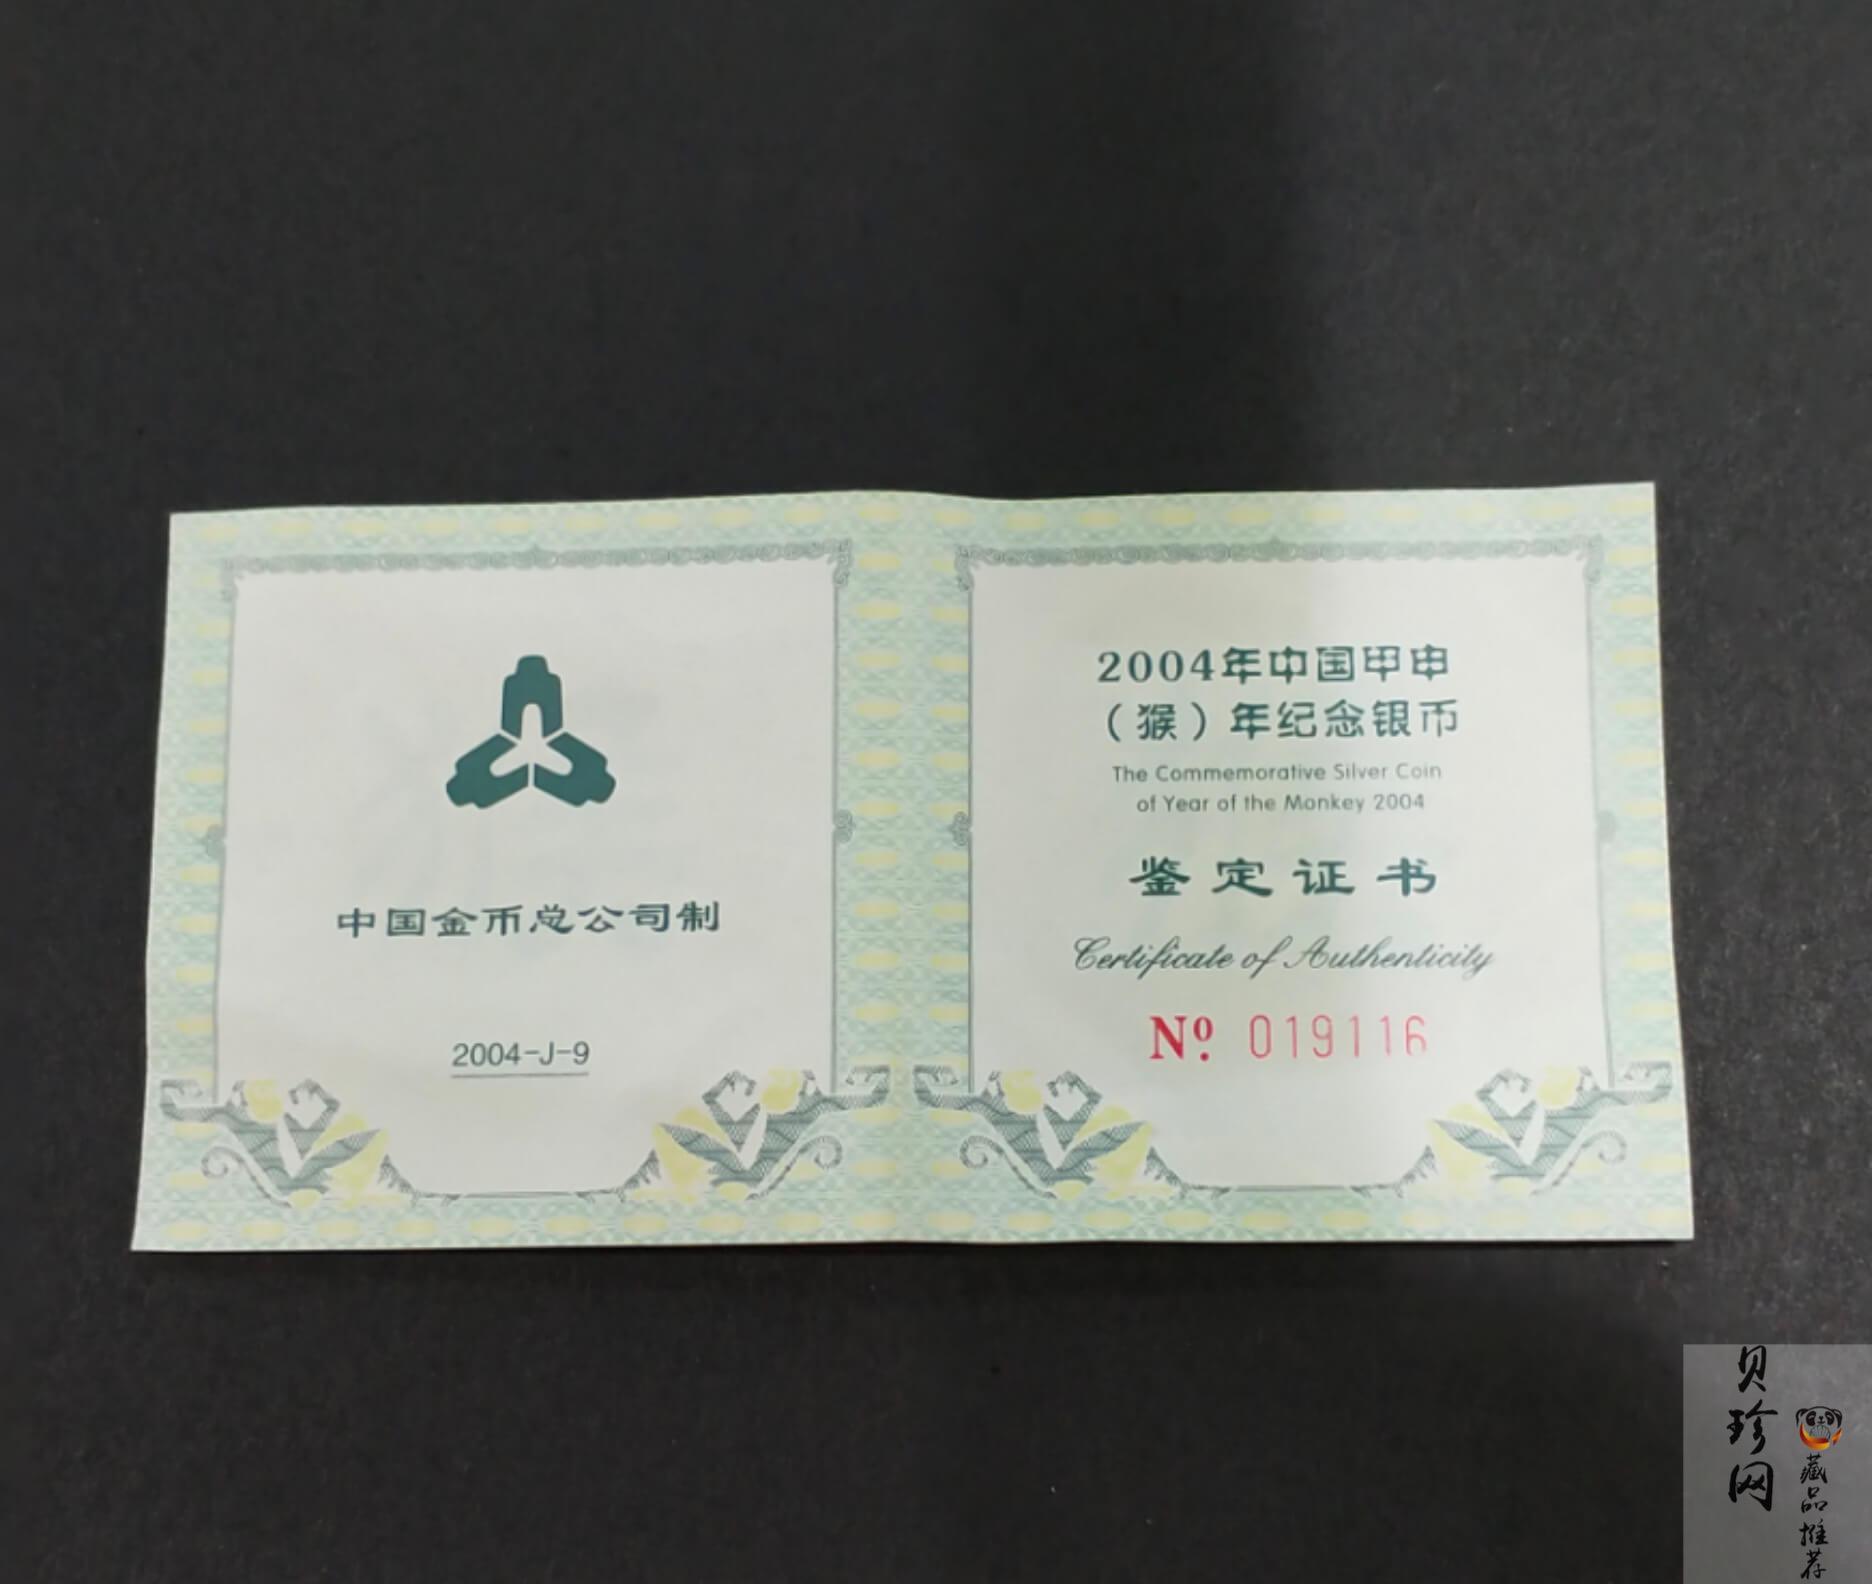 中国金币总公司制
2004-J-9
2004年中国甲申
（猴）年纪念银币
The Commemorative Silver Coin
of Year of the Monkey 2004
鉴定证书
Certificate of Authenticity
Nº. 019116
贝珍网
藏品推荐